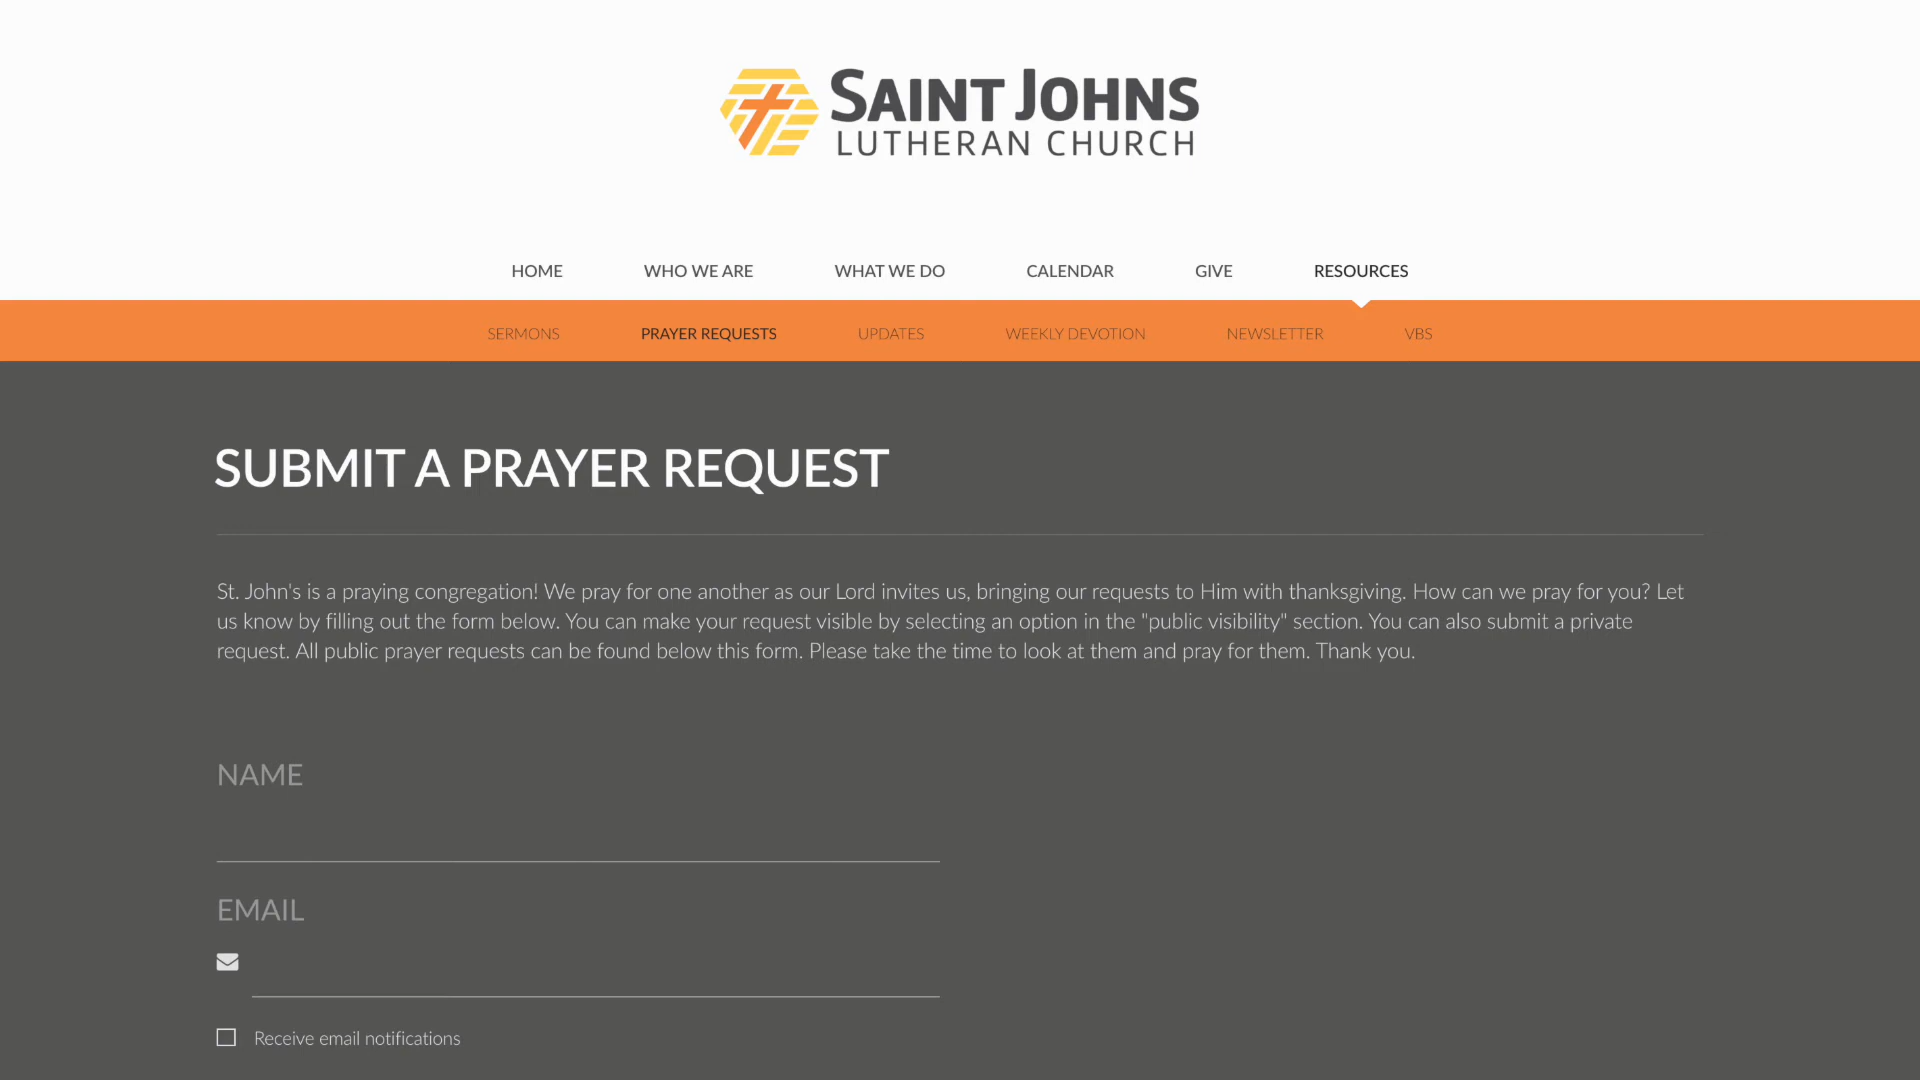 SAINT JOHNS
LUTHERAN CHURCH
HOME WHO WE ARE WHAT WE DO CALENDAR GIVE RESOURCES
SERMONS PRAYER REQUESTS UPDATES WEEKLY DEVOTION NEWSLETTER VBS
SUBMIT A PRAYER REQUEST
St. John's is a praying congregation! We pray for one another as our Lord invites us, bringing our requests to Him with thanksgiving. How can we pray for you? Let
us know by filling out the form below. You can make your request visible by selecting an option in the "public visibility" section. You can also submit a private
request. All public prayer requests can be found below this form. Please take the time to look at them and pray for them. Thank you.
NAME
EMAIL
Receive email notifications